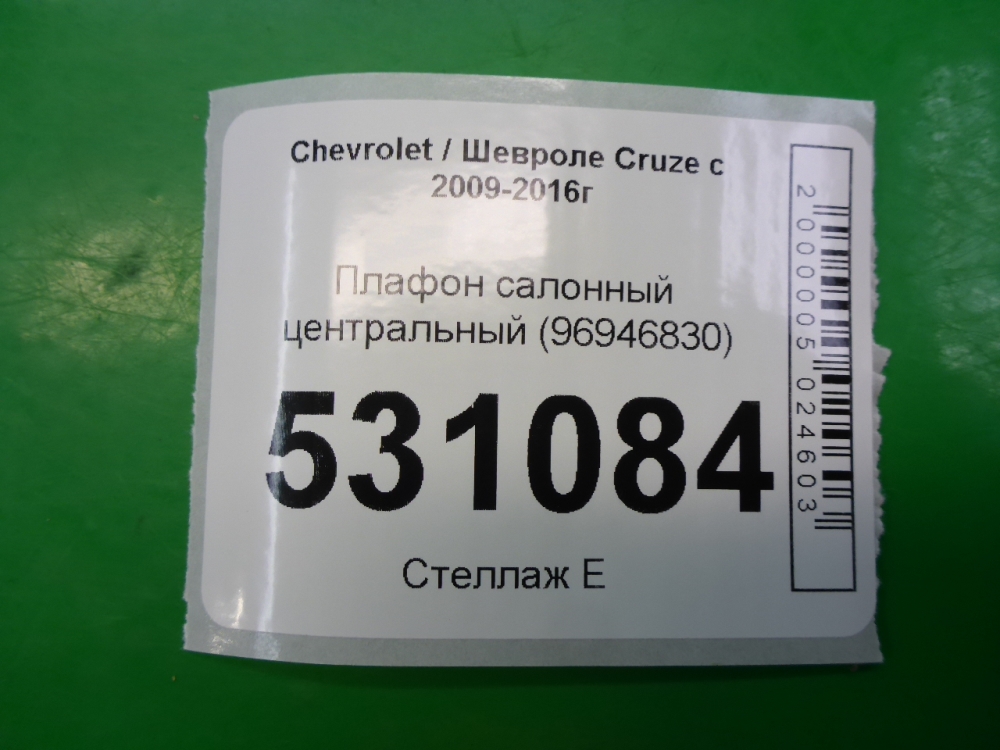 Chevrolet / Шевроле Cruze с
2009-2016г
Плафон салонный
центральный (96946830)
531084
Стеллаж Е
2000005024603